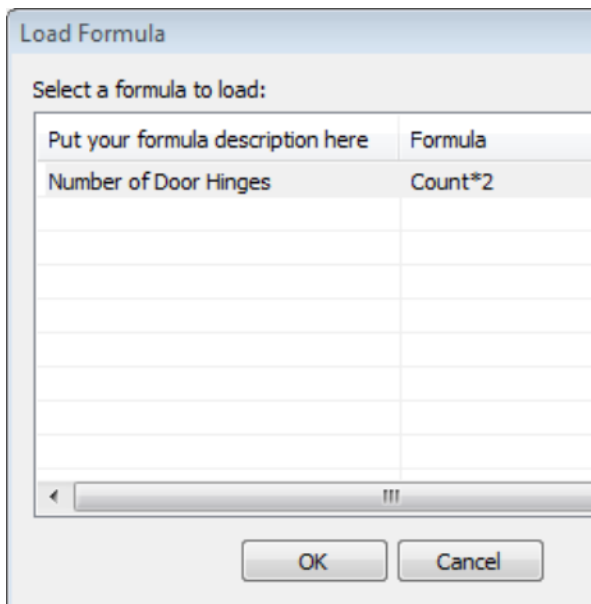 Load Formula
Select a formula to load:
Put your formula description here Formula
Number of Door Hinges Count*2
OK Cancel